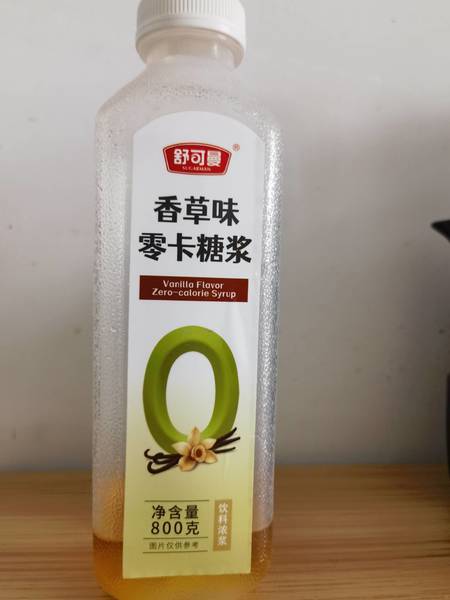 舒可曼®
SUGARMAN
香草味
零卡糖浆
Vanilla Flavor
Zero-calorie Syrup
0
净含量
800克
图片仅供参考
饮料浓浆